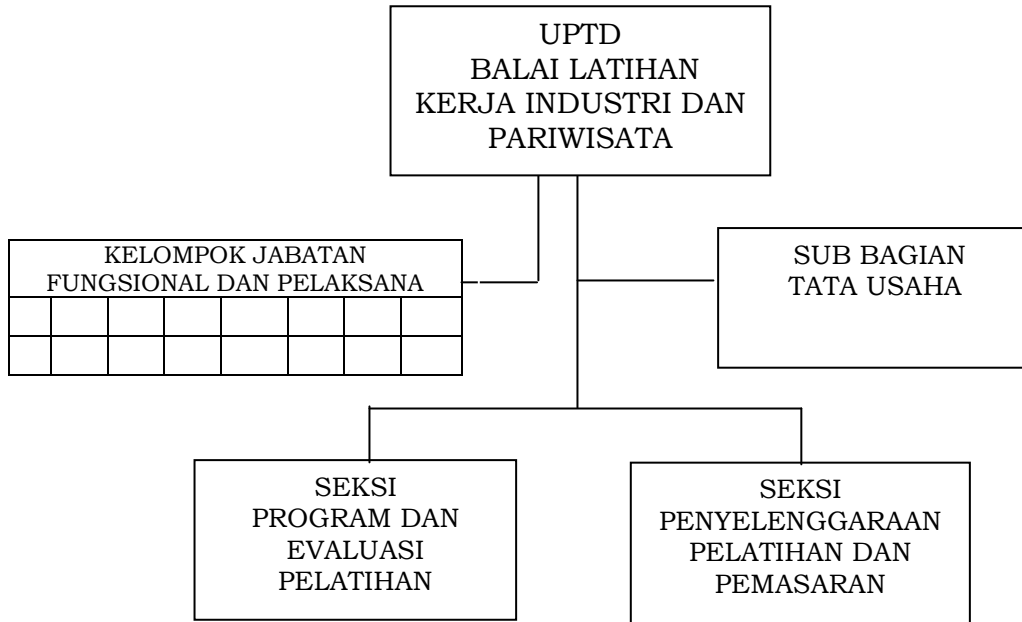 UPTD
BALAI LATIHAN
KERJA INDUSTRI DAN
PARIWISATA
KELOMPOK JABATAN
FUNGSIONAL DAN PELAKSANA
SUB BAGIAN
TATA USAHA
SEKSI
PROGRAM DAN
EVALUASI
PELATIHAN
SEKSI
PENYELENGGARAAN
PELATIHAN DAN
PEMASARAN